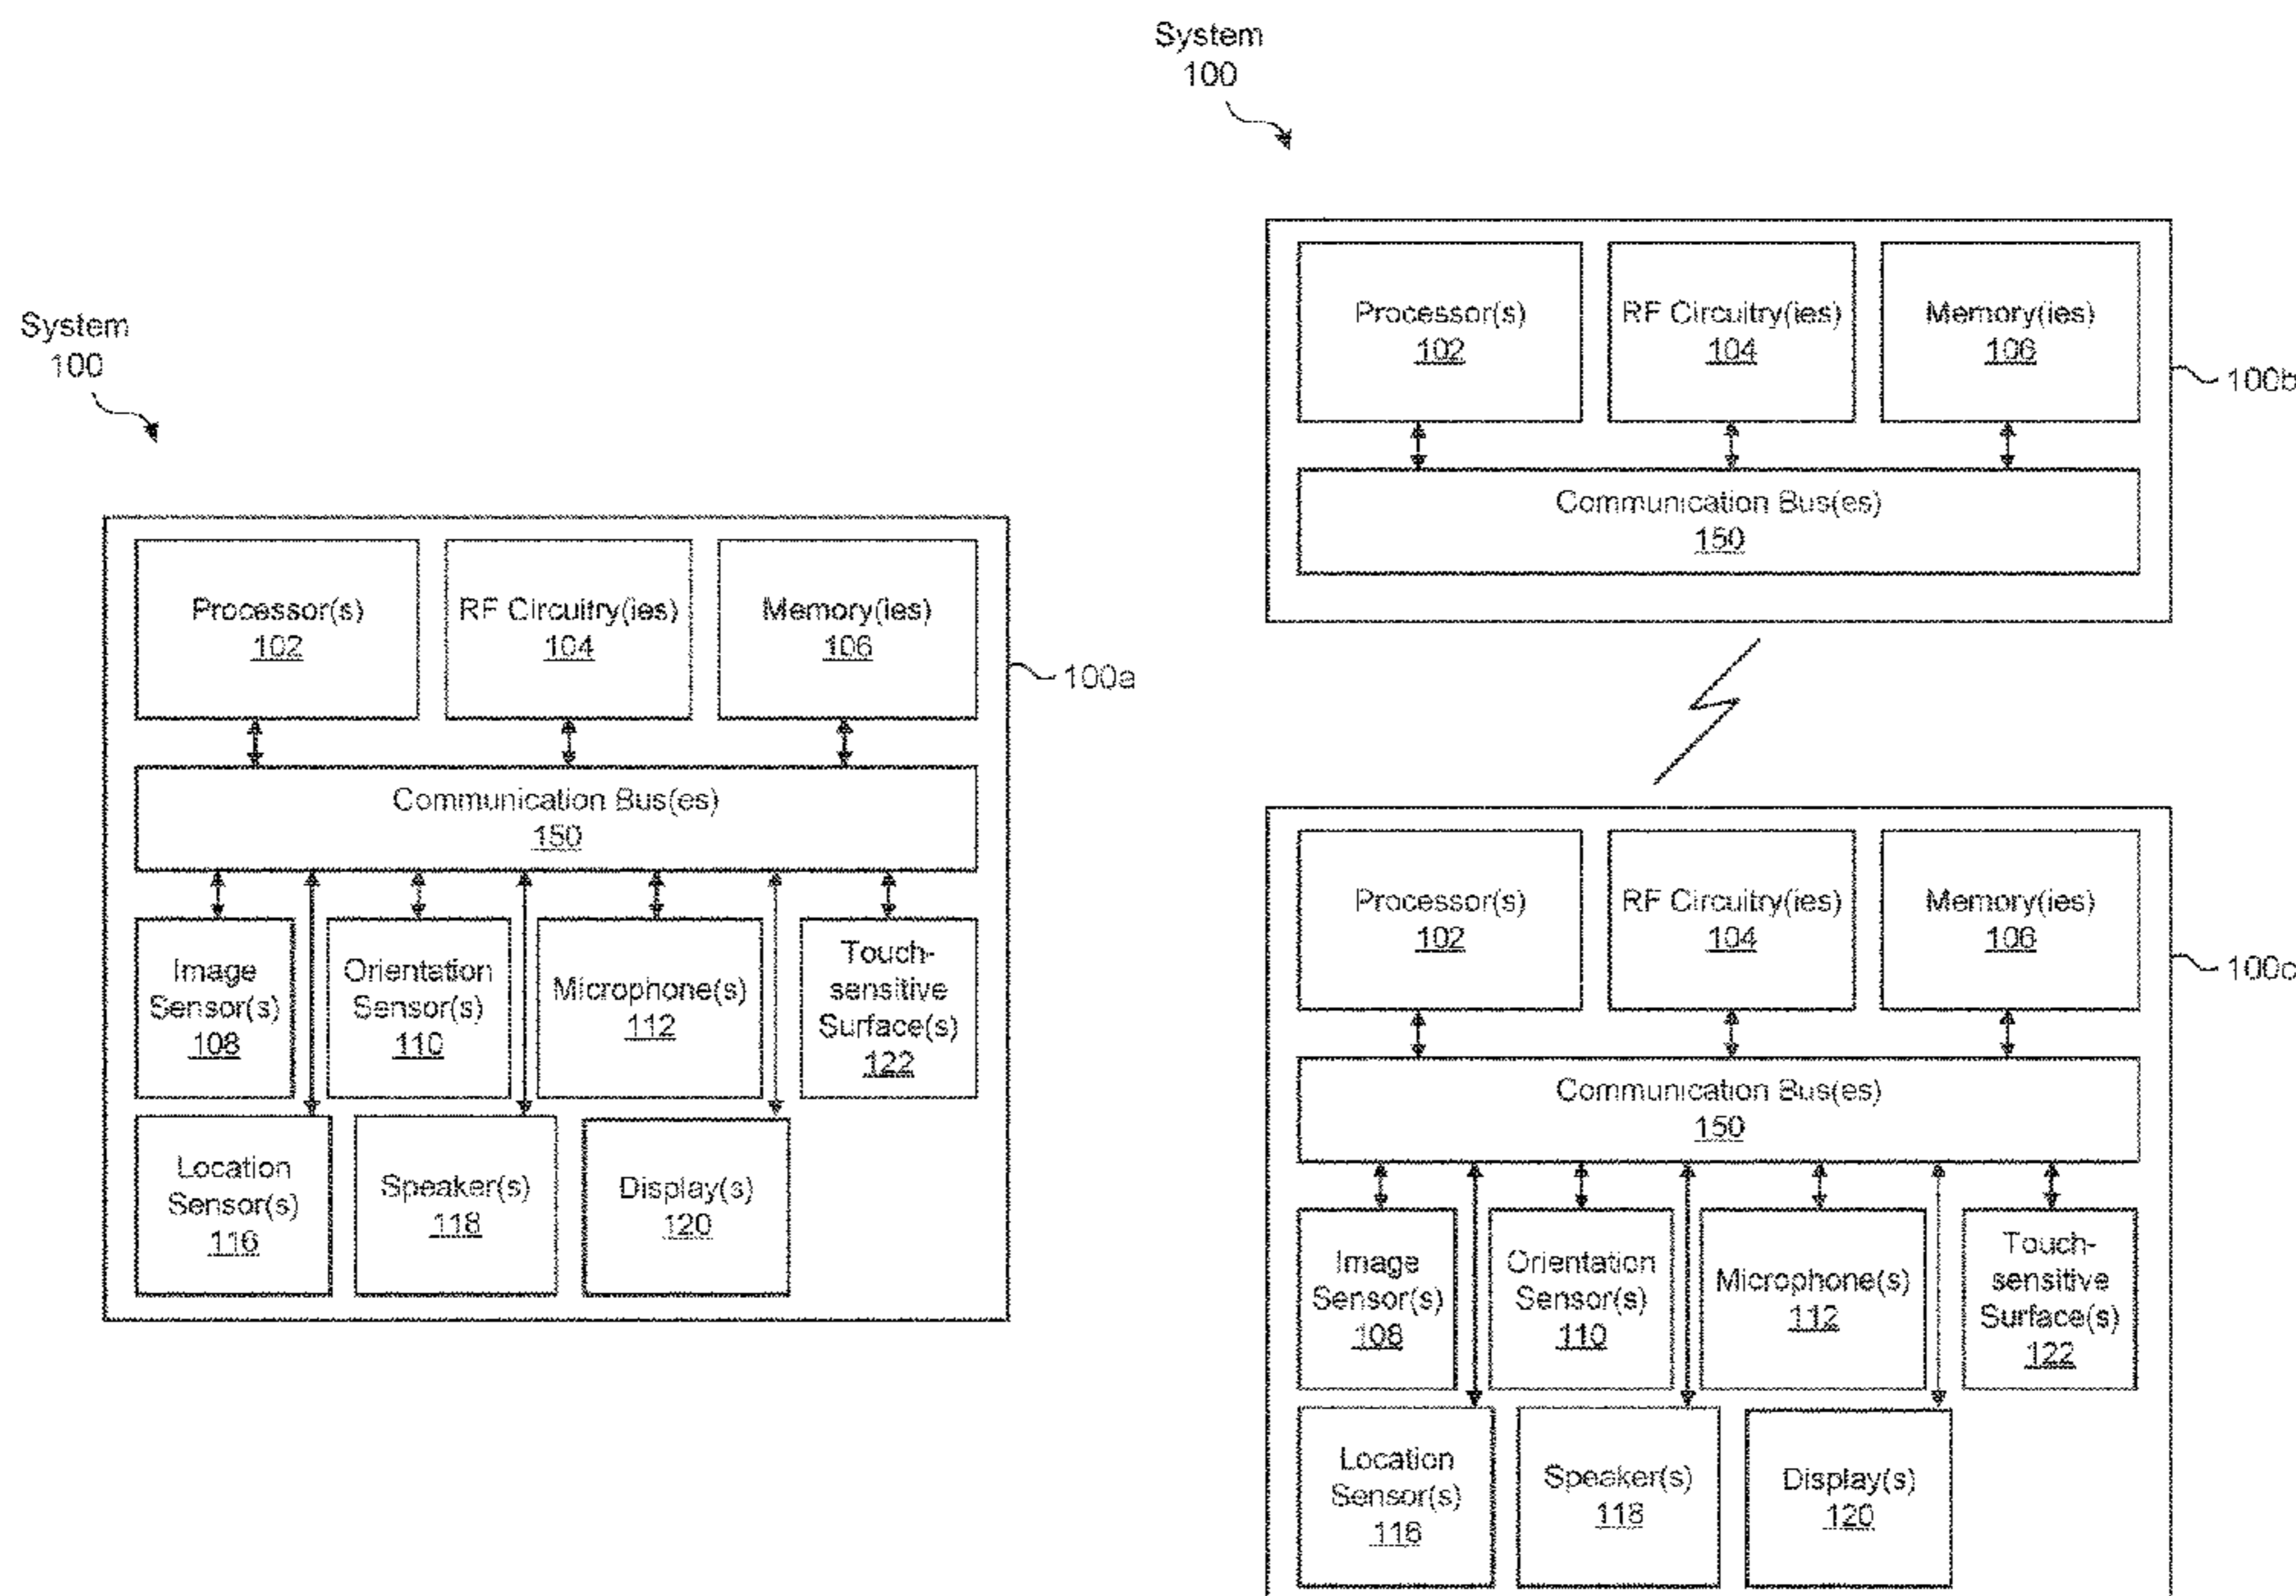 System
100
100a
Processor(s)
102
RF Circuitry(ies)
104
Memory(ies)
106
Communication Bus(es)
150
Image
Sensor(s)
108
Orientation
Sensor(s)
110
Microphone(s)
112
Touch-
sensitive
Surface(s)
122
Location
Sensor(s)
116
Speaker(s)
118
Display(s)
120
System
100
100b
Processor(s)
102
RF Circuitry(ies)
104
Memory(ies)
106
Communication Bus(es)
150
100c
Processor(s)
102
RF Circuitry(ies)
104
Memory(ies)
106
Communication Bus(es)
150
Image
Sensor(s)
108
Orientation
Sensor(s)
110
Microphone(s)
112
Touch-
sensitive
Surface(s)
122
Location
Sensor(s)
116
Speaker(s)
118
Display(s)
120